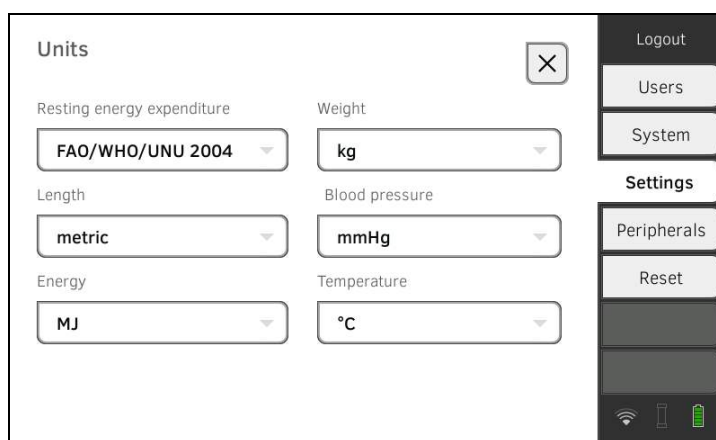 Units
Resting energy expenditure
FAO/WHO/UNU 2004
Weight
kg
Length
metric
Blood pressure
mmHg
Energy
MJ
Temperature
°C
Logout
Users
System
Settings
Peripherals
Reset